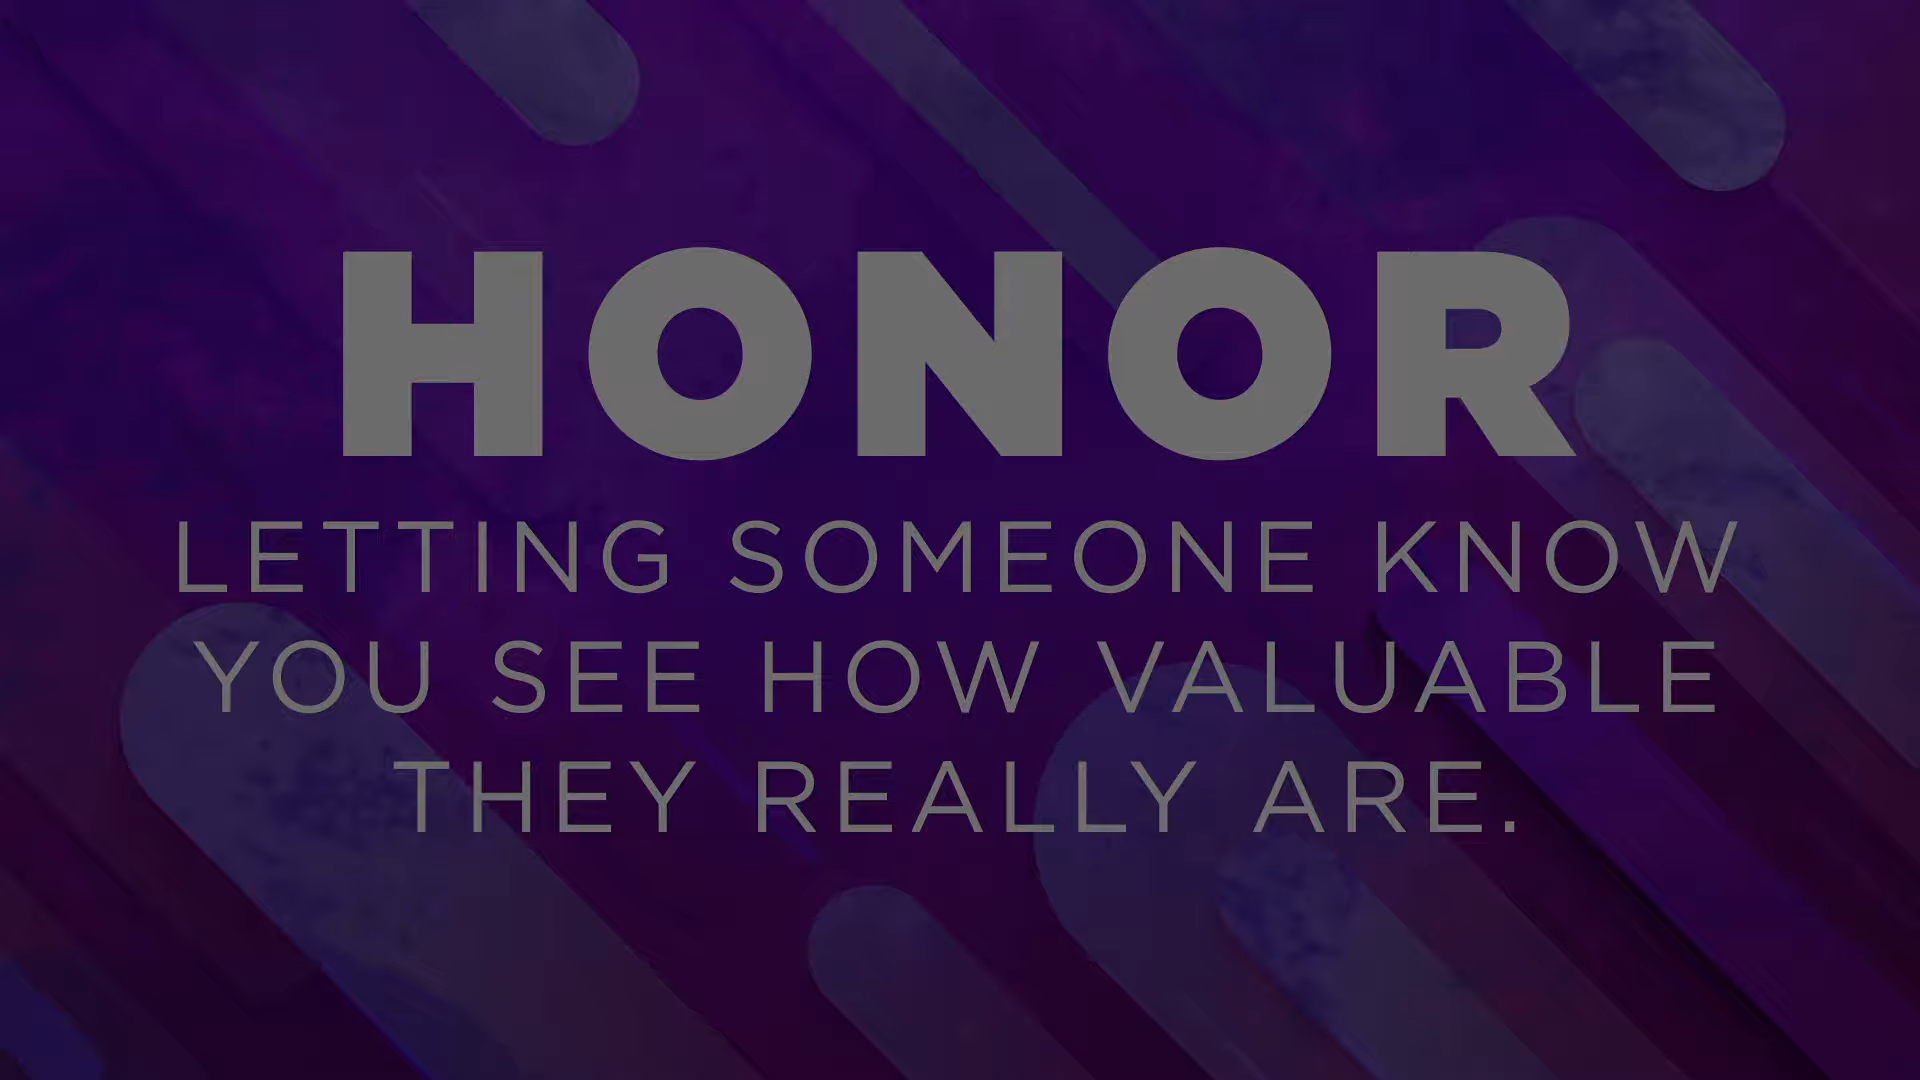 HONOR
LETTING SOMEONE KNOW
YOU SEE HOW VALUABLE
THEY REALLY ARE.